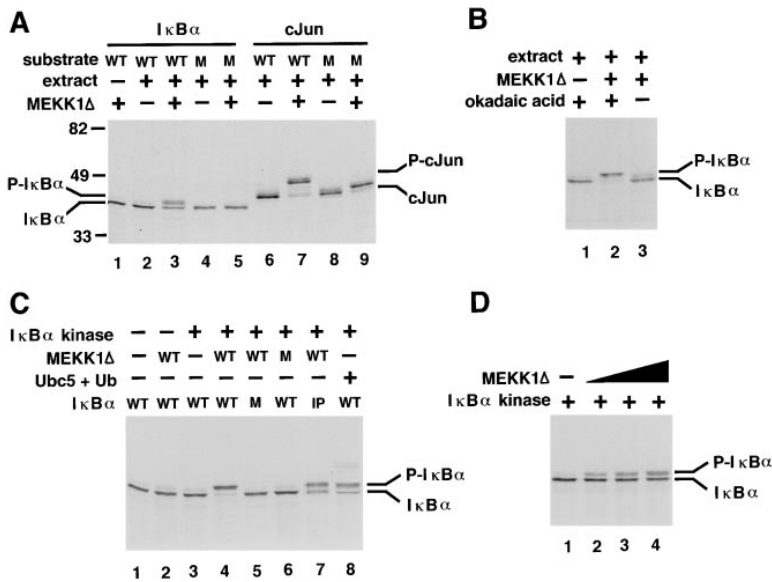 A
IκBα cJun
substrate WT WT WT M M WT WT M M
extract – + + + + + + + +
MEKK1Δ + – + – + – + – +
82
49
33
P-IκBα
IκBα
P-cJun
cJun
1 2 3 4 5 6 7 8 9
B
extract + + +
MEKK1Δ – + +
okadaic acid + + –
P-IκBα
IκBα
1 2 3
C
IκBα kinase – – + + + + + +
MEKK1Δ – WT – WT WT M WT –
Ubc5 + Ub – – – – – – – +
IκBα WT WT WT WT M WT IP WT
P-IκBα
IκBα
1 2 3 4 5 6 7 8
D
MEKK1Δ –
IκBα kinase + + + +
P-IκBα
IκBα
1 2 3 4